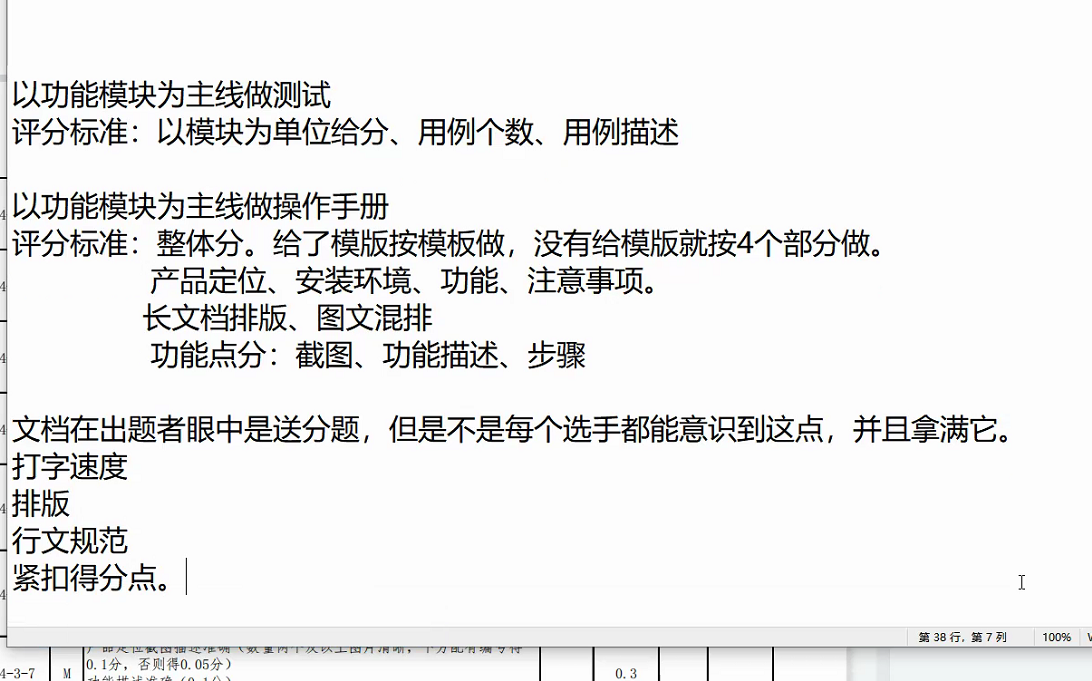 以功能模块为主线做测试
评分标准：以模块为单位给分、用例个数、用例描述
以功能模块为主线做操作手册
评分标准：整体分。给了模版按模板做，没有给模版就按4个部分做。
产品定位、安装环境、功能、注意事项。
长文档排版、图文混排
功能点分：截图、功能描述、步骤
文档在出题者眼中是送分题，但是不是每个选手都能意识到这点，并且拿满它。
打字速度
排版
行文规范
紧扣得分点。
第 38 行，第 7 列
100%
4-3-7
M
0.1分，否则得0.05分）
0.3